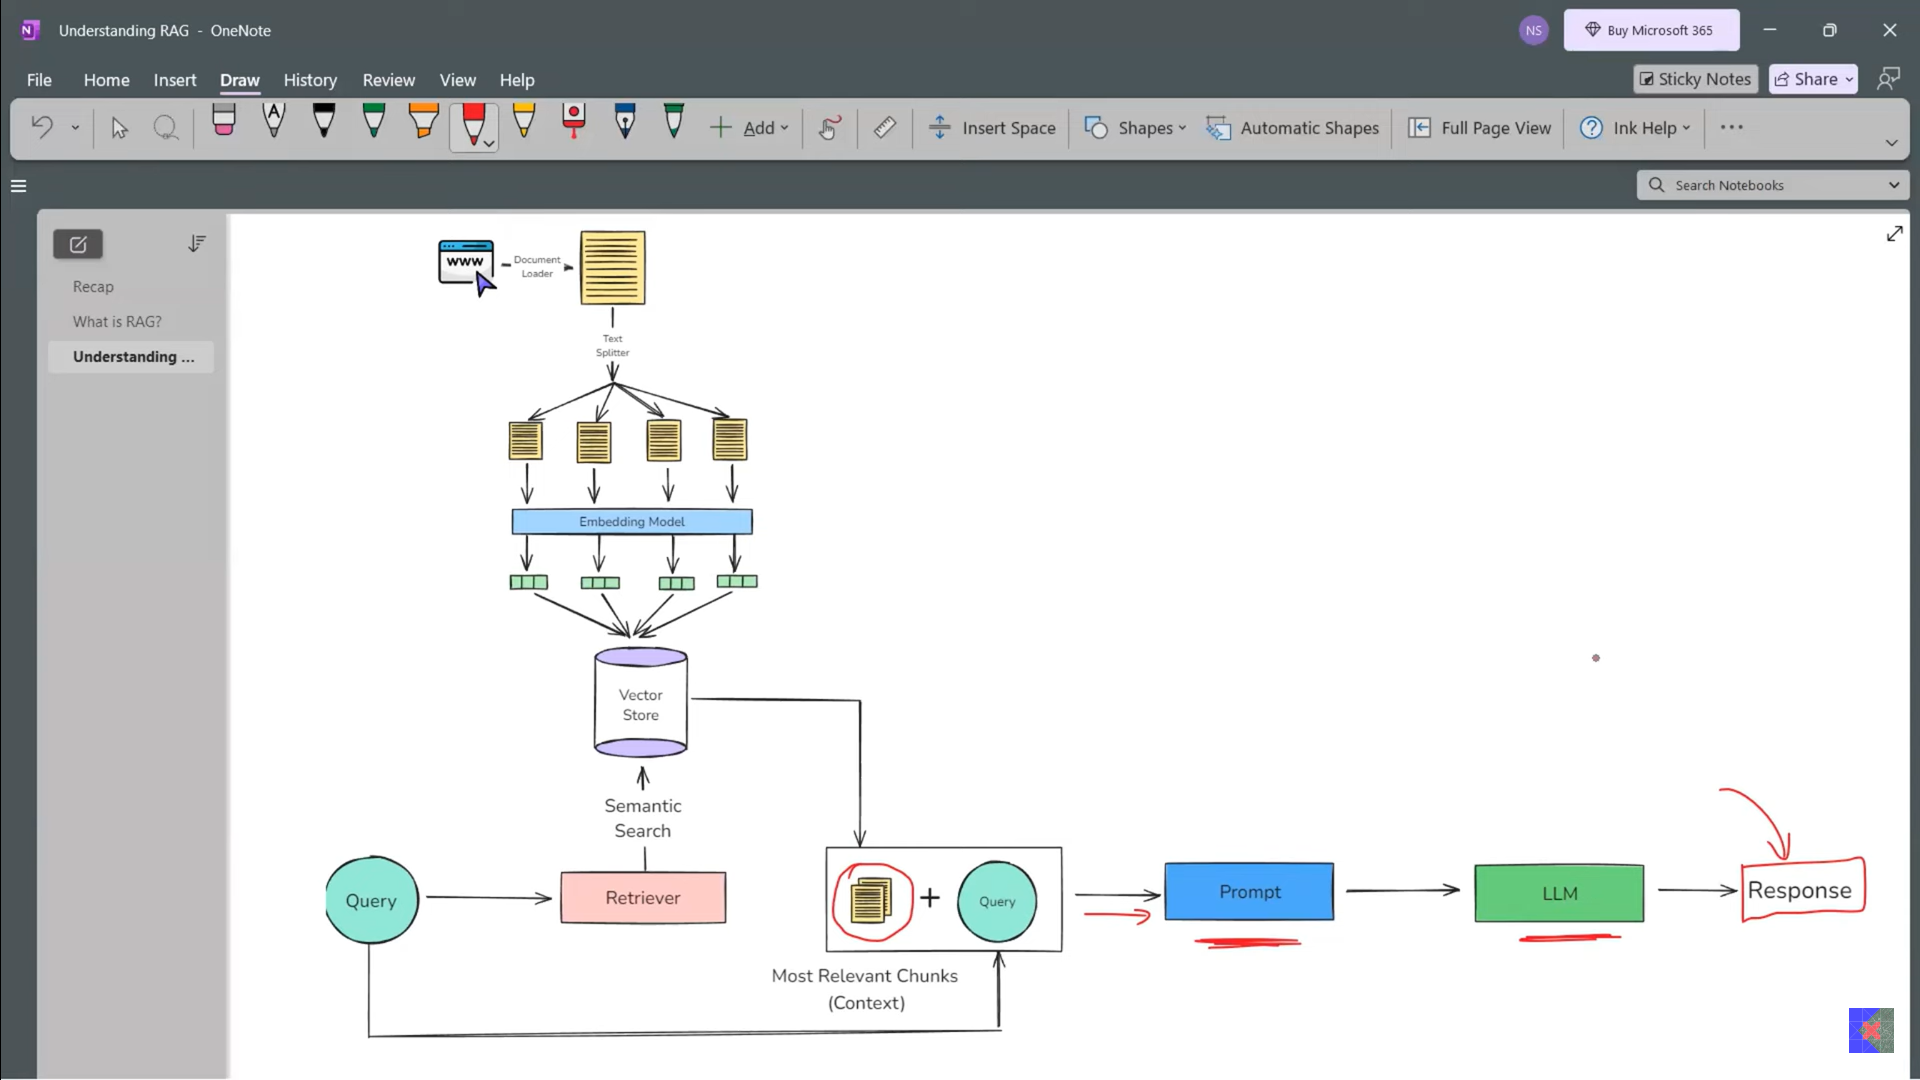 Understanding RAG - OneNote
NS
Buy Microsoft 365
File Home Insert Draw History Review View Help
Sticky Notes
Share
A
Add
Insert Space
Shapes
Automatic Shapes
Full Page View
Ink Help
Search Notebooks
Recap
What is RAG?
Understanding ...
WWW
Document
Loader
Text
Splitter
Embedding Model
Vector
Store
Semantic
Search
Query
Retriever
+
Query
Prompt
LLM
Response
Most Relevant Chunks
(Context)